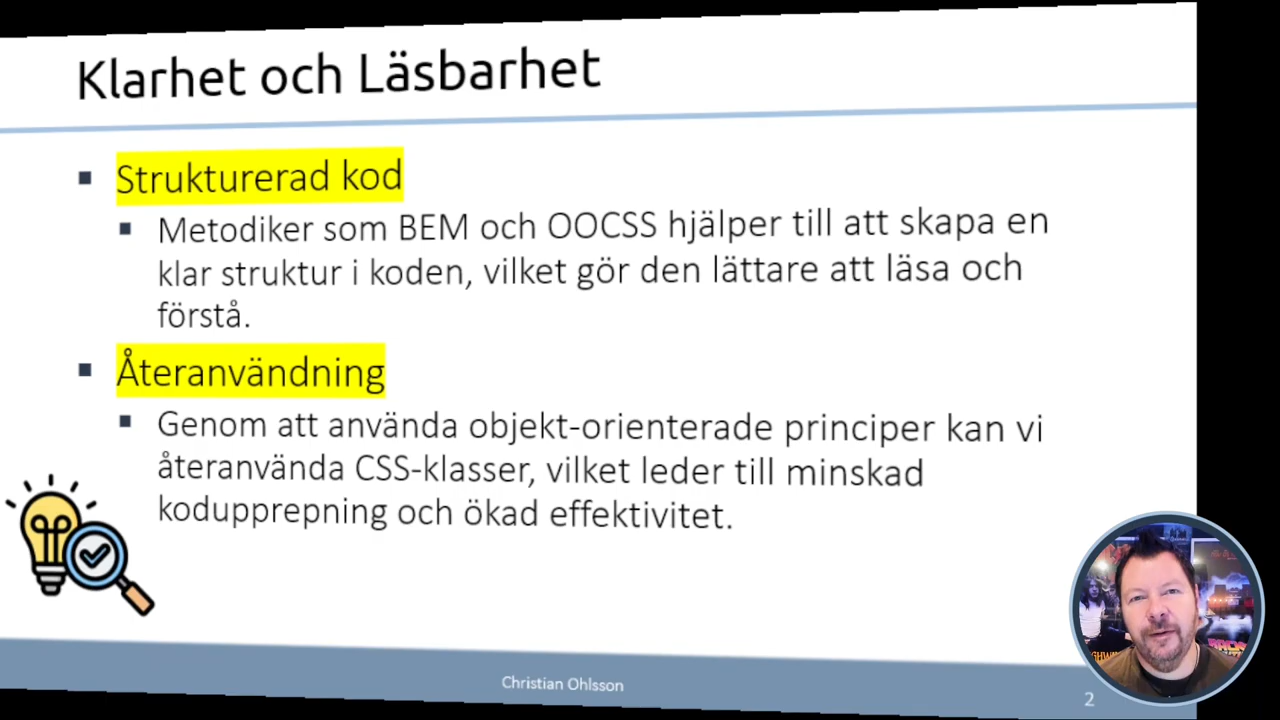 Klarhet och Läsbarhet
Strukturerad kod
Metodiker som BEM och OOCSS hjälper till att skapa en
klar struktur i koden, vilket gör den lättare att läsa och
förstå.
Återanvändning
Genom att använda objekt-orienterade principer kan vi
återanvända CSS-klasser, vilket leder till minskad
kodupprepning och ökad effektivitet.
Christian Ohlsson
2